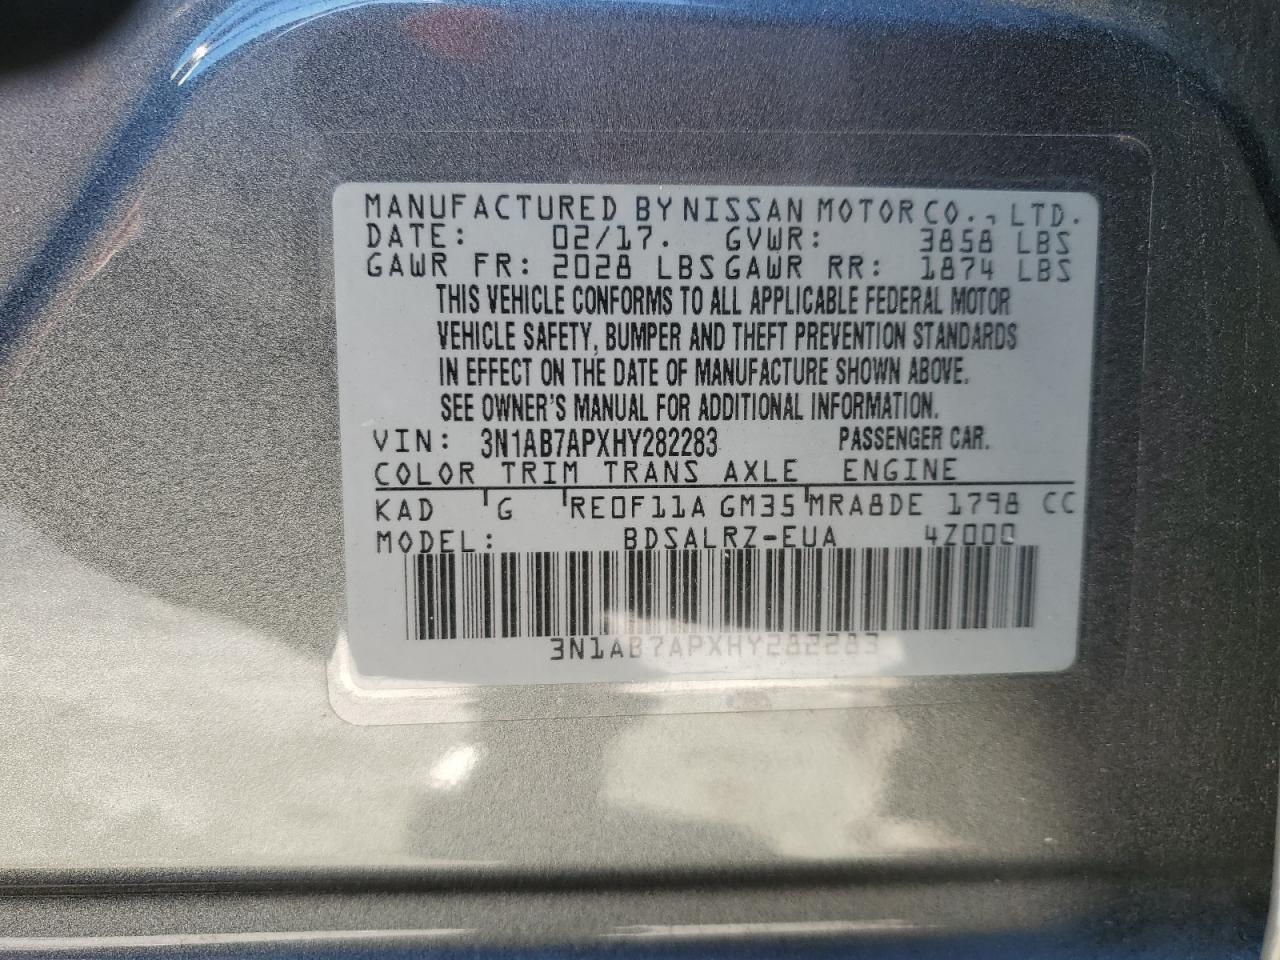 MANUFACTURED BY NISSAN MOTOR CO., LTD.
DATE: 02/17. GVWR: 3858 LBS
GAWR FR: 2028 LBS GAWR RR: 1874 LBS
THIS VEHICLE CONFORMS TO ALL APPLICABLE FEDERAL MOTOR
VEHICLE SAFETY, BUMPER AND THEFT PREVENTION STANDARDS
IN EFFECT ON THE DATE OF MANUFACTURE SHOWN ABOVE.
SEE OWNER'S MANUAL FOR ADDITIONAL INFORMATION.
VIN: 3N1AB7APXHY282283 PASSENGER CAR.
COLOR TRIM TRANS AXLE ENGINE
KAD G RE0F11A GM35 MRA8DE 1798 CC
MODEL: BDSALRZ-EUA 4Z000
3N1AB7APXHY282283